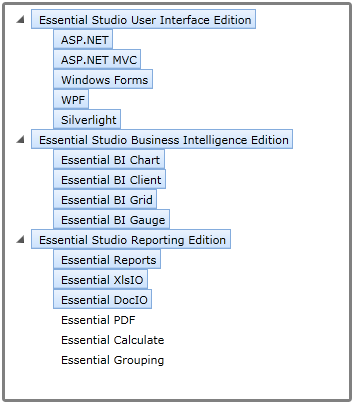 Essential Studio User Interface Edition
ASP.NET
ASP.NET MVC
Windows Forms
WPF
Silverlight
Essential Studio Business Intelligence Edition
Essential BI Chart
Essential BI Client
Essential BI Grid
Essential BI Gauge
Essential Studio Reporting Edition
Essential Reports
Essential XlsIO
Essential DocIO
Essential PDF
Essential Calculate
Essential Grouping